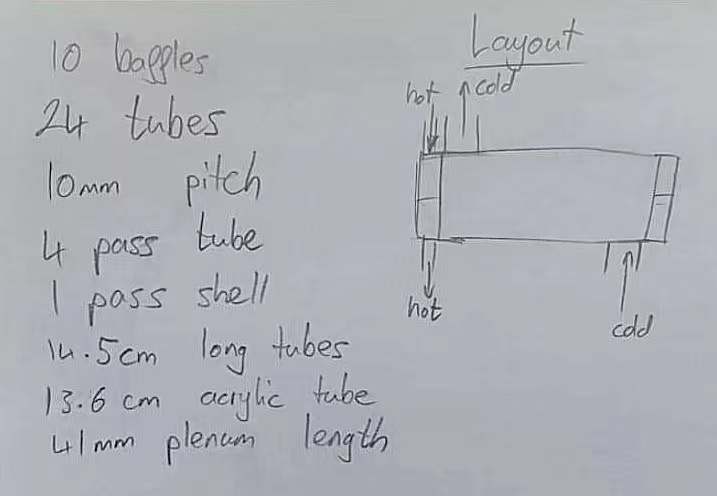 10 baffles
24 tubes
10mm pitch
4 pass tube
1 pass shell
14.5cm long tubes
13.6 cm acrylic tube
41mm plenum length
Layout
hot cold
hot
cold